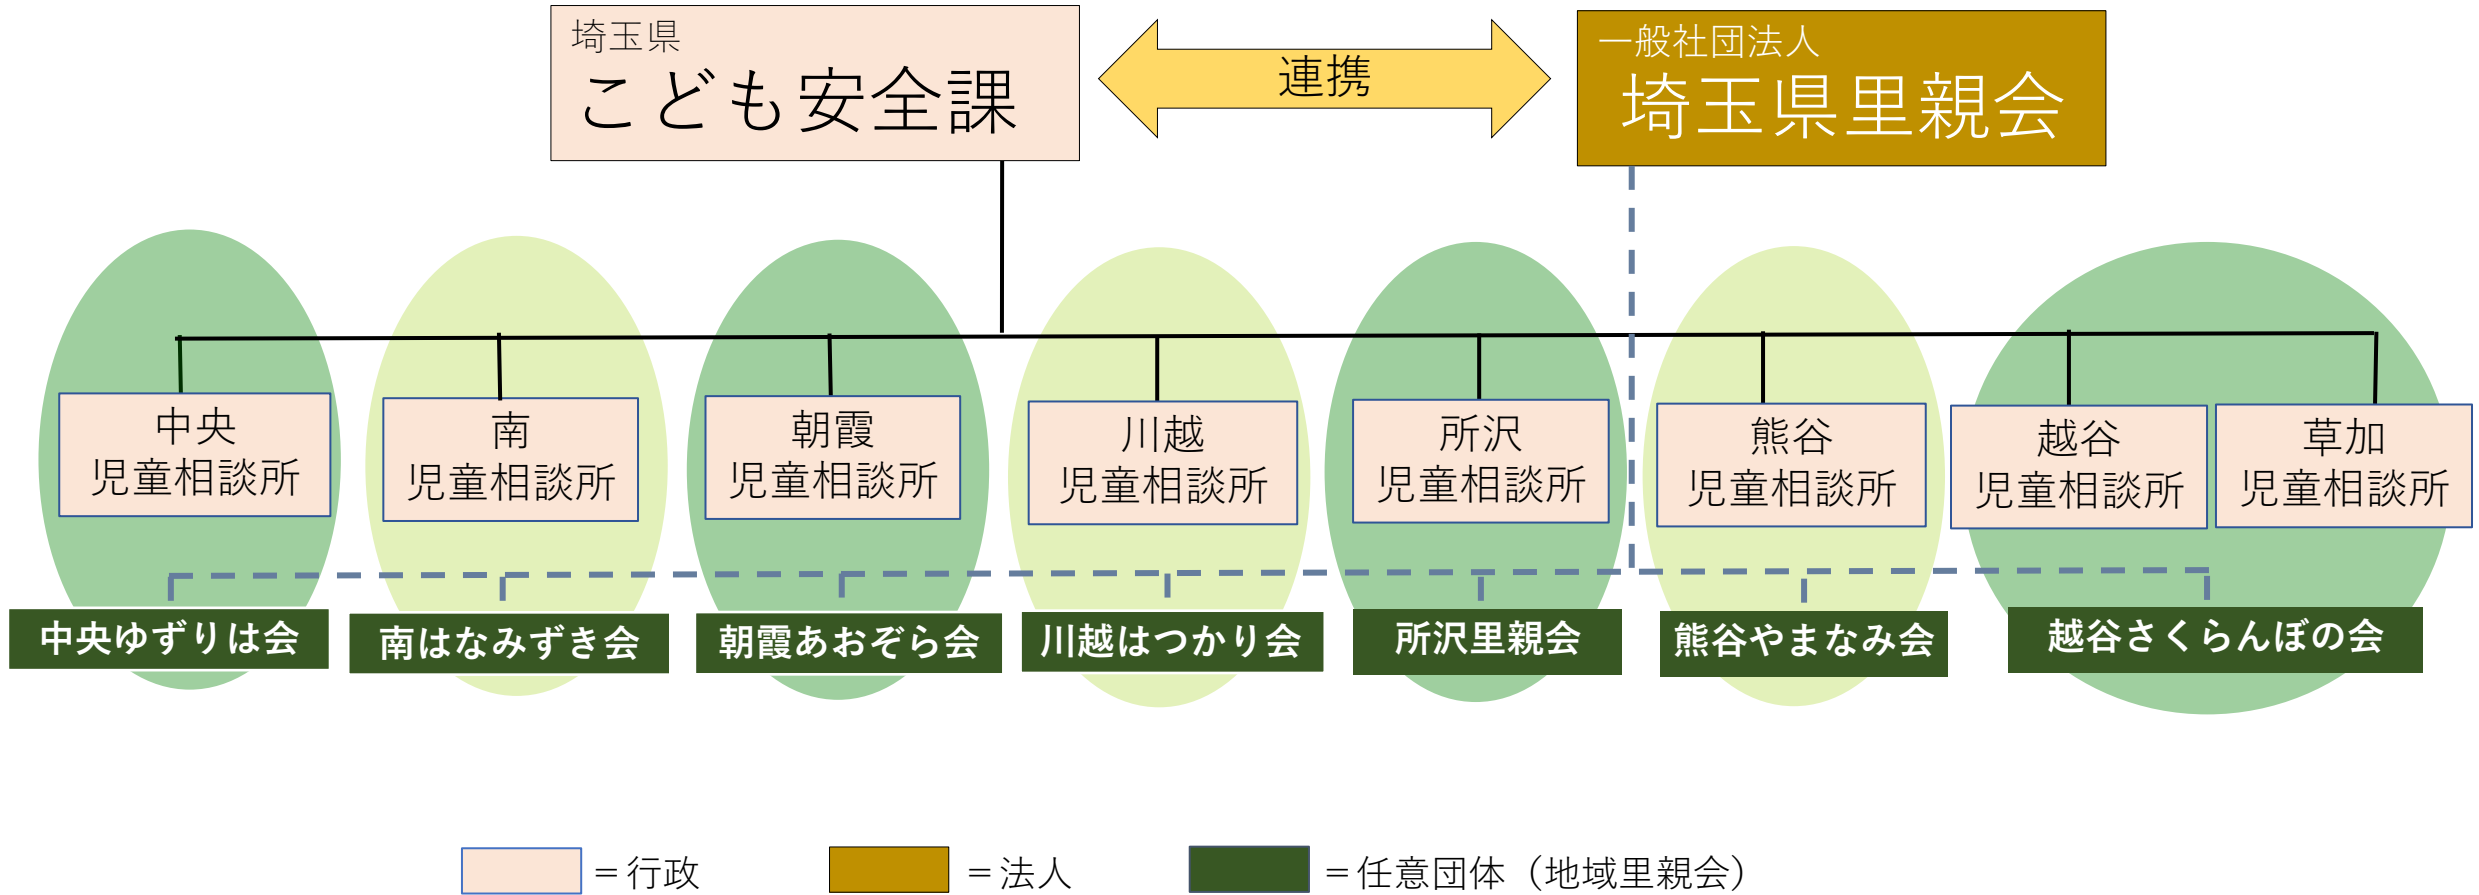 埼玉県
こども安全課
連携
一般社団法人
埼玉県里親会
中央
児童相談所
南
児童相談所
朝霞
児童相談所
川越
児童相談所
所沢
児童相談所
熊谷
児童相談所
越谷
児童相談所
草加
児童相談所
中央ゆずりは会
南はなみずき会
朝霞あおぞら会
川越はつかり会
所沢里親会
熊谷やまなみ会
越谷さくらんぼの会
＝行政
＝法人
＝任意団体（地域里親会）